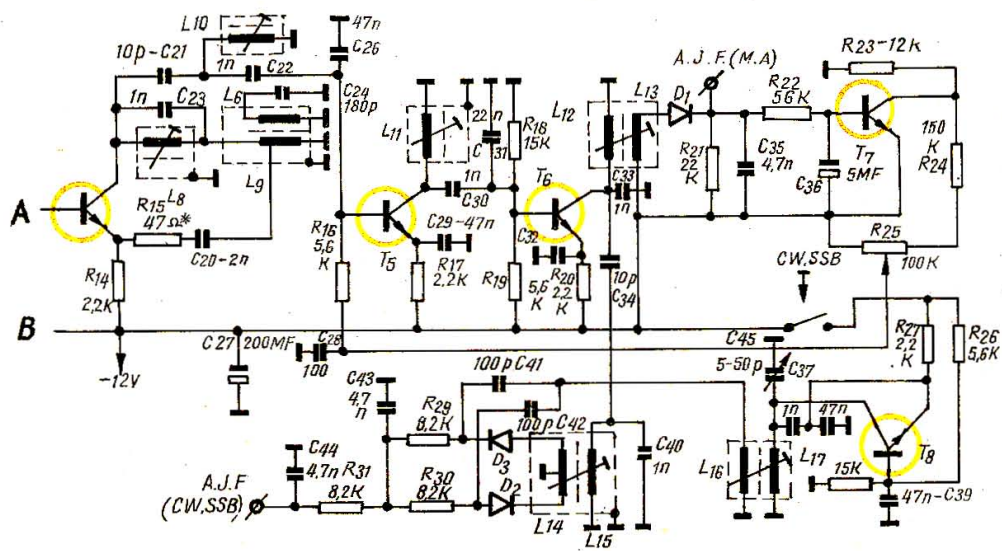 L10
47n
C26
10p-C21
1n
C22
C24
180p
1n
C23
L6
L8
L9
A
R15
47Ω*
C20-2n
R14
2,2K
B
-12V
C27
200MF
R16
5,6
K
C28
100
L11
22n
C31
R18
15K
1n
C30
T5
C29-47n
R17
2,2K
R19
T6
C32
5,6
K
R20
2,2
K
L12
L13
C33
1n
10p
C34
D1
A.J.F.(M.A)
R21
22
K
C35
4,7n
R22
56K
C36
5MF
T7
R23-12K
150
K
R24
R25
100K
CW,SSB
C45
5-50p
C37
R27
2,2
K
R26
5,6K
1n
47n
T8
15K
47n-C39
L16
L17
100p C41
100p
C42
C43
4,7
n
R29
8,2K
D3
D2
R30
82K
C44
4.7n
R31
8,2K
A.J.F
(CW,SSB)
L14
L15
C40
1n